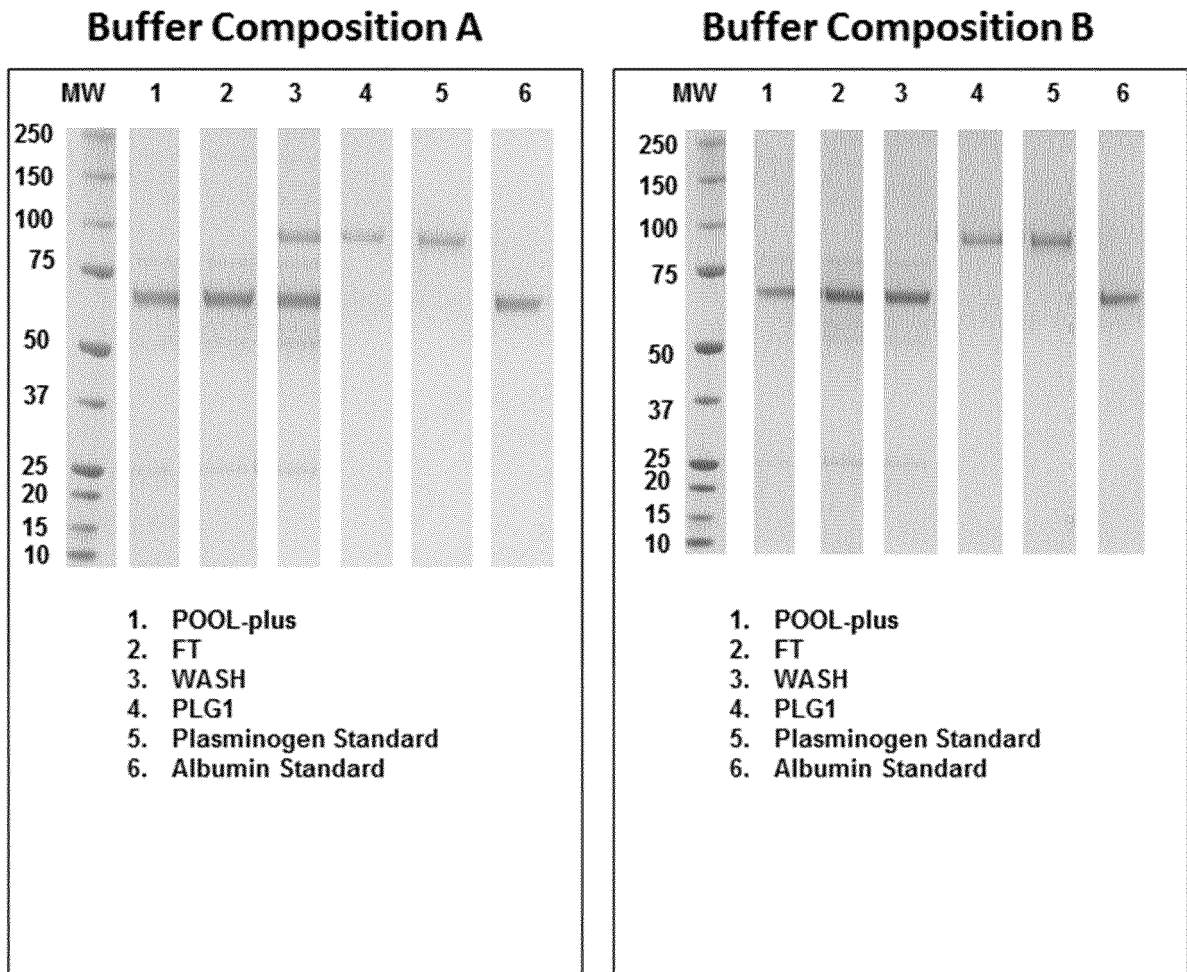 Buffer Composition A
MW 1 2 3 4 5 6
250
150
100
75
50
37
25
20
15
10
1. POOL-plus
2. FT
3. WASH
4. PLG1
5. Plasminogen Standard
6. Albumin Standard
Buffer Composition B
MW 1 2 3 4 5 6
250
150
100
75
50
37
25
20
15
10
1. POOL-plus
2. FT
3. WASH
4. PLG1
5. Plasminogen Standard
6. Albumin Standard